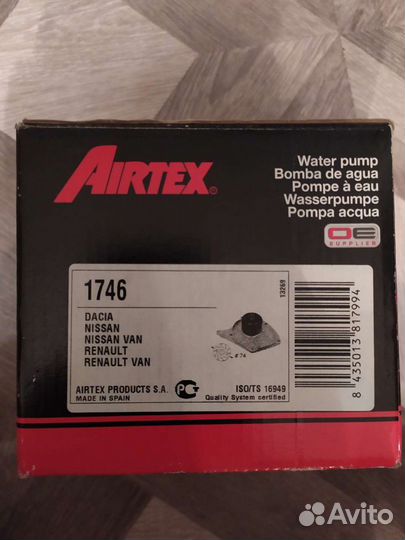 AIRTEX®
Water pump
Bomba de agua
Pompe à eau
Wasserpumpe
Pompa acqua
OE
SUPPLIER
1746
DACIA
NISSAN
NISSAN VAN
RENAULT
RENAULT VAN
ø 74
13269
8 435013 817994
AIRTEX PRODUCTS S.A.
MADE IN SPAIN
ISO/TS 16949
Quality System certified
Avito